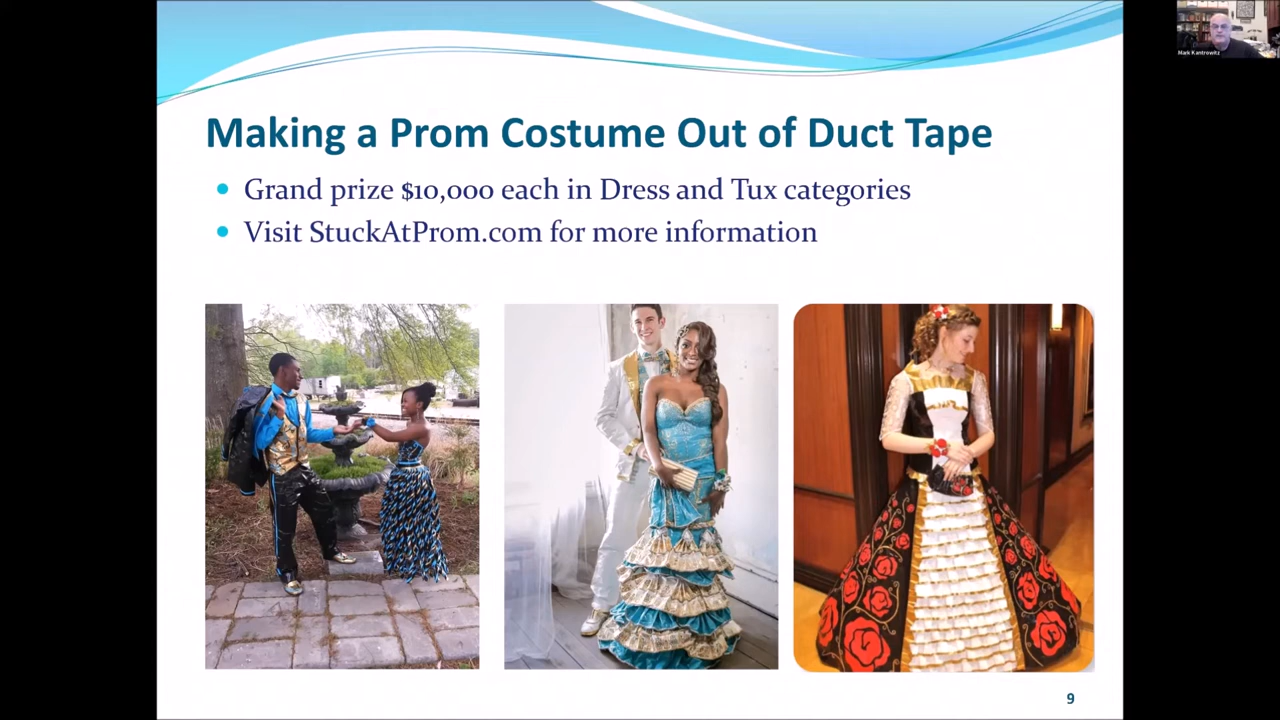 Making a Prom Costume Out of Duct Tape
Grand prize $10,000 each in Dress and Tux categories
Visit StuckAtProm.com for more information
9
Mark Kantrowitz